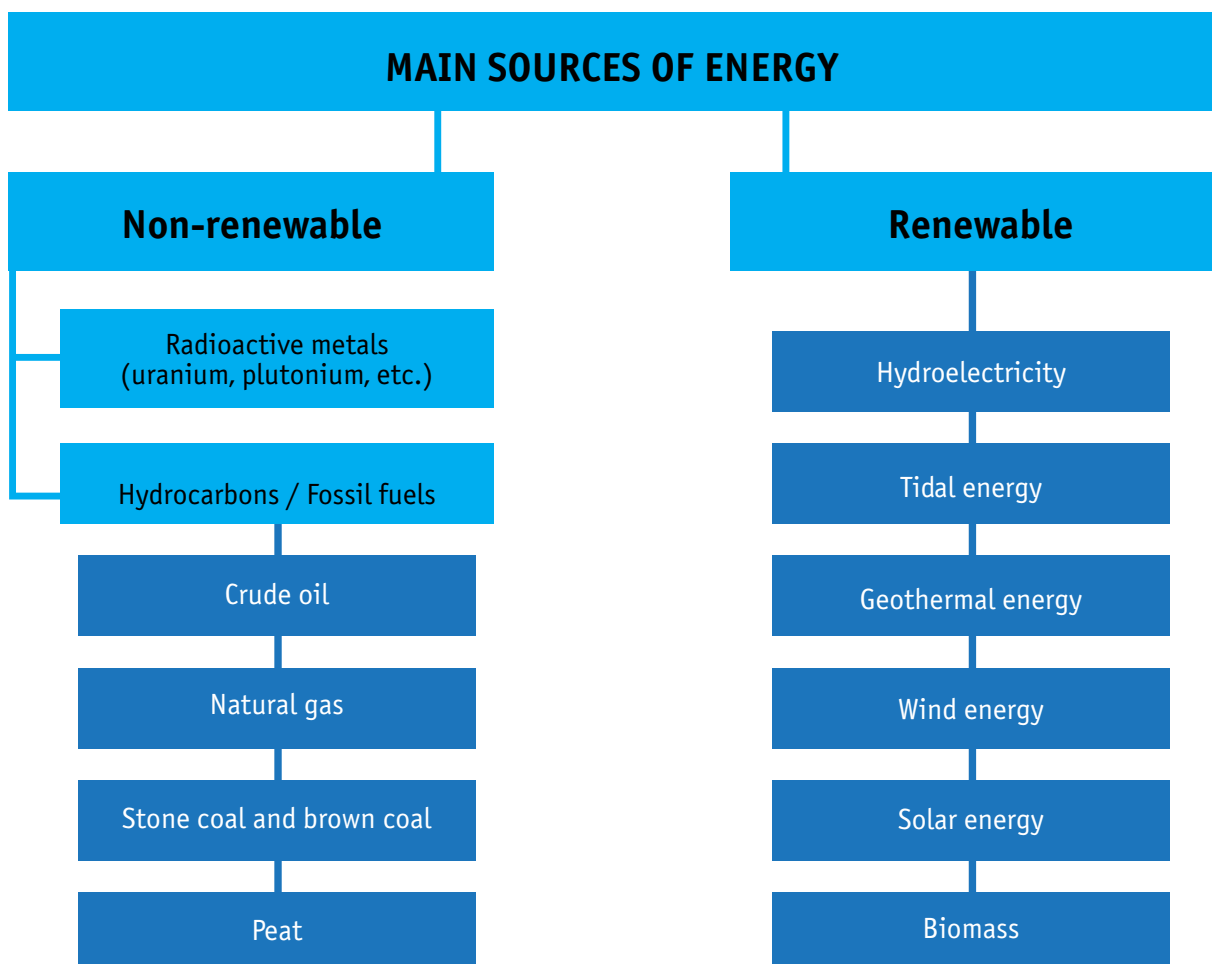 MAIN SOURCES OF ENERGY
Non-renewable
Radioactive metals
(uranium, plutonium, etc.)
Hydrocarbons / Fossil fuels
Crude oil
Natural gas
Stone coal and brown coal
Peat
Renewable
Hydroelectricity
Tidal energy
Geothermal energy
Wind energy
Solar energy
Biomass